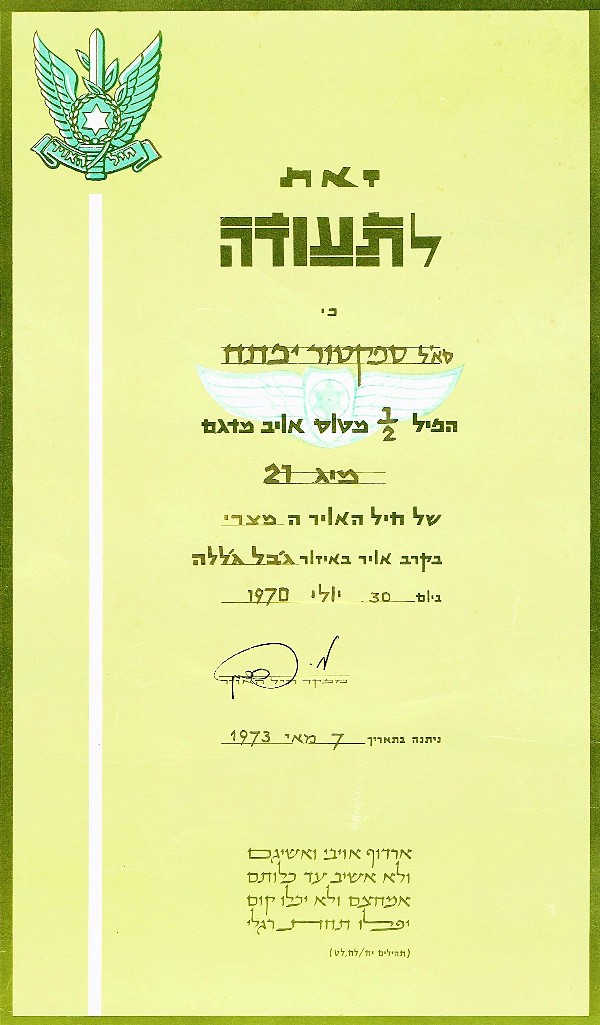 חיל האויר
זאת
לתעודה
כי
סא"ל ספקטור יפתח
הפיל 1/2 מטוס אויב מדגם
מיג 21
של חיל האויר ה מצרי
בקרב אויר באיזור ג'בל ג'ללה
ביום 30 יולי 1970
מפקד חיל האויר
ניתנה בתאריך 7 מאי 1973
ארדוף אויבי ואשיגם
ולא אשוב עד כלותם
אמחצם ולא יכלו קום
יפלו תחת רגלי
(תהילים יח/לח,לט)